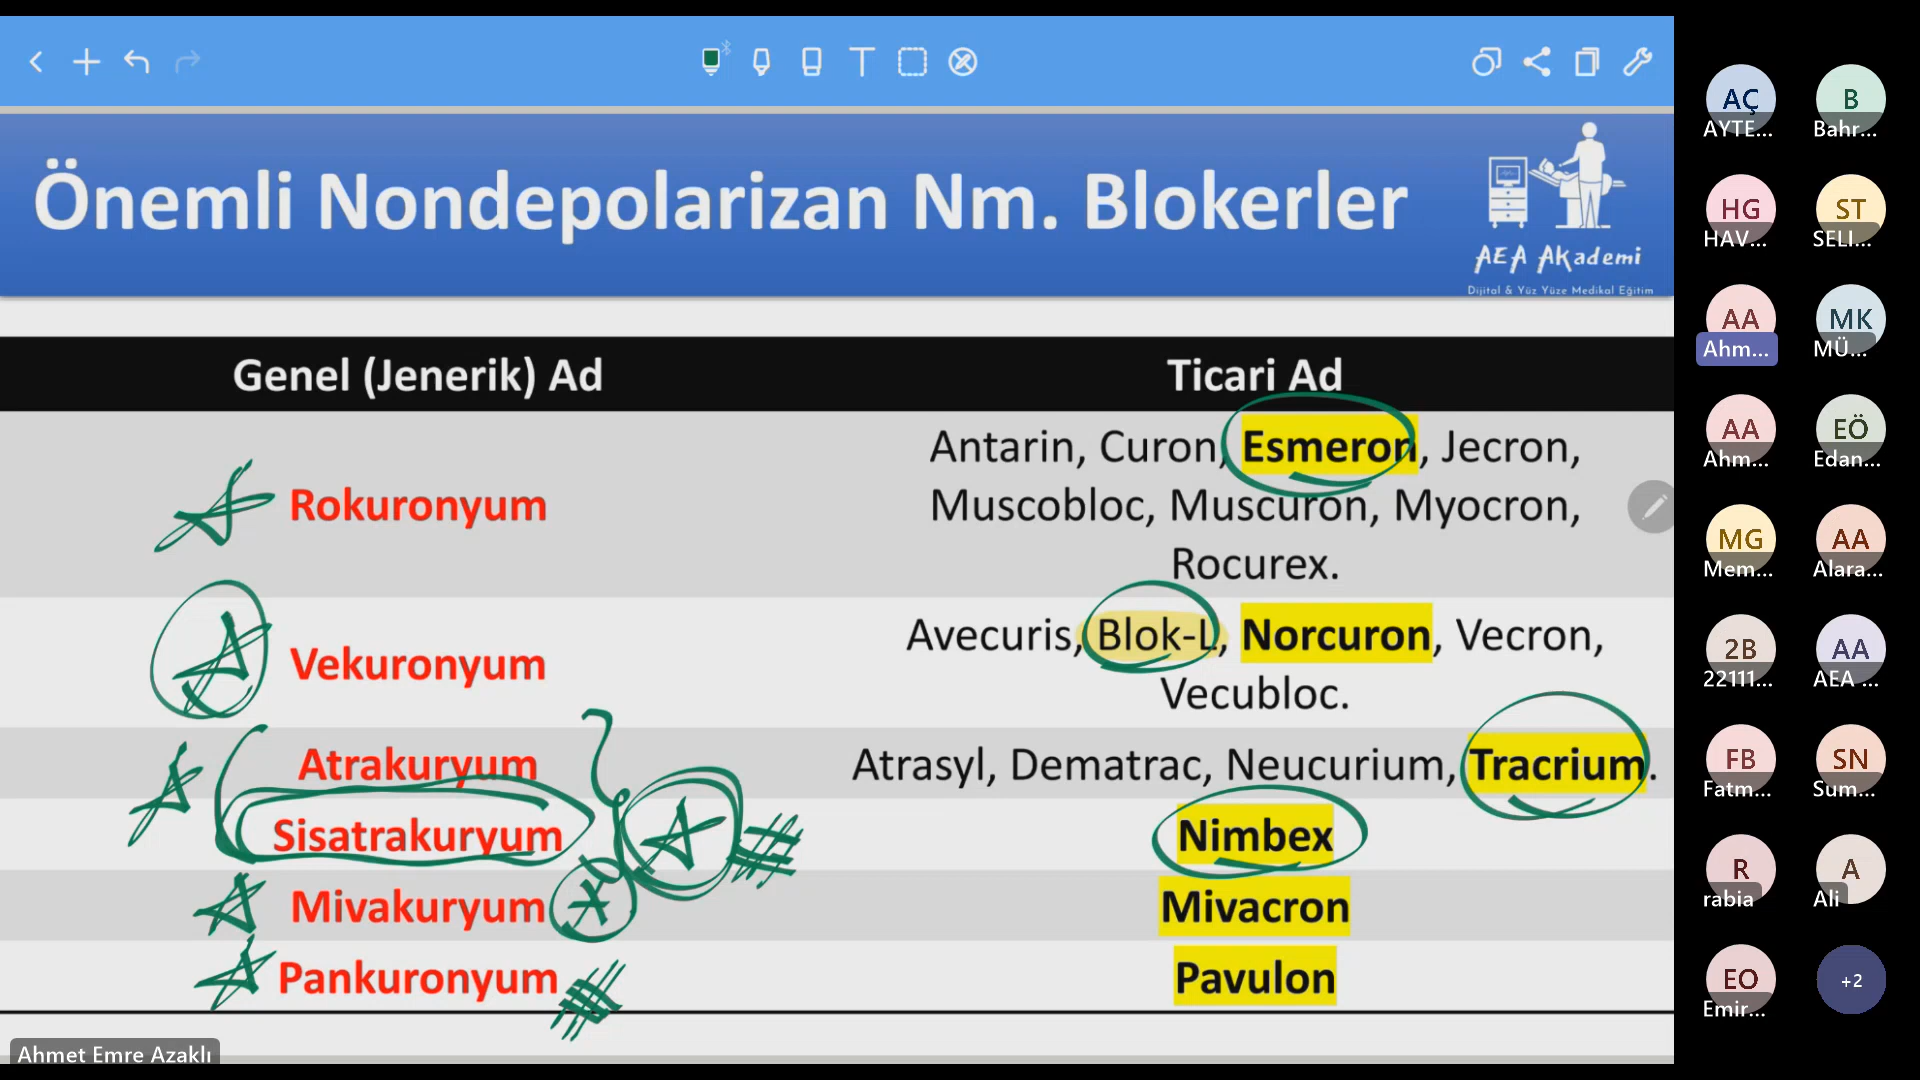 Önemli Nondepolarizan Nm. Blokerler
AEA AKademi
Dijital & Yüz Yüze Medikal Eğitim
Genel (Jenerik) Ad
Ticari Ad
Rokuronyum
Antarin, Curon, Esmeron, Jecron,
Muscobloc, Muscuron, Myocron,
Rocurex.
Vekuronyum
Avecuris, Blok-L, Norcuron, Vecron,
Vecubloc.
Atrakuryum
Atrasyl, Dematrac, Neucurium, Tracrium.
Sisatrakuryum
Nimbex
Mivakuryum
Mivacron
Pankuronyum
Pavulon
Ahmet Emre Azaklı
AÇ
AYTE...
B
Bahr...
HG
HAV...
ST
SELI...
AA
Ahm...
MK
MÜ...
AA
Ahm...
EÖ
Edan...
MG
Mem...
AA
Alara...
2B
22111...
AA
AEA ...
FB
Fatm...
SN
Sum...
R
rabia
A
Ali
EO
Emir...
+2